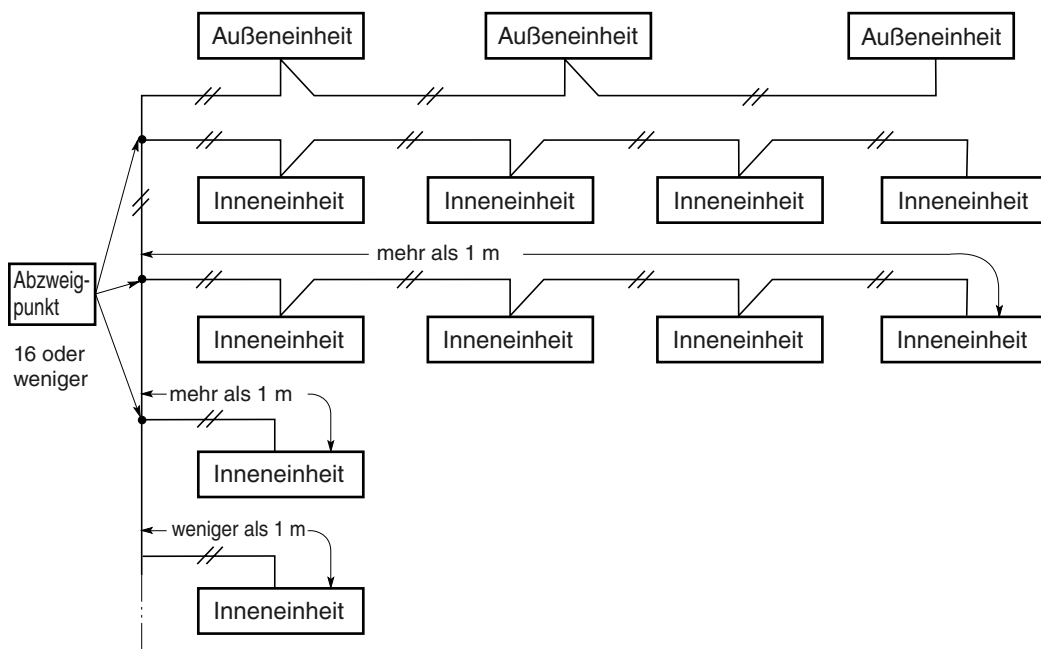 Außeneinheit Außeneinheit Außeneinheit
Inneneinheit Inneneinheit Inneneinheit Inneneinheit
mehr als 1 m
Abzweig-
punkt
Inneneinheit Inneneinheit Inneneinheit Inneneinheit
16 oder
weniger
mehr als 1 m
Inneneinheit
weniger als 1 m
Inneneinheit